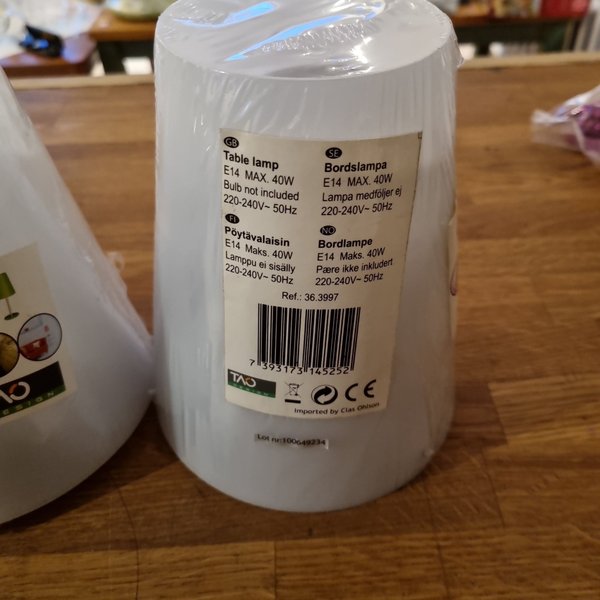 GB
Table lamp
E14 MAX. 40W
Bulb not included
220-240V~ 50Hz
SE
Bordslampa
E14 MAX. 40W
Lampa medföljer ej
220-240V~ 50Hz
FI
Pöytävalaisin
E14 Maks. 40W
Lamppu ei sisälly
220-240V~ 50Hz
NO
Bordlampe
E14 Maks. 40W
Pære ikke inkludert
220-240V~ 50Hz
Ref.: 36.3997
7 393173 145252
TAO
DESIGN
CE
Imported by Clas Ohlson
Lot nr:100649234
TAO
DESIGN